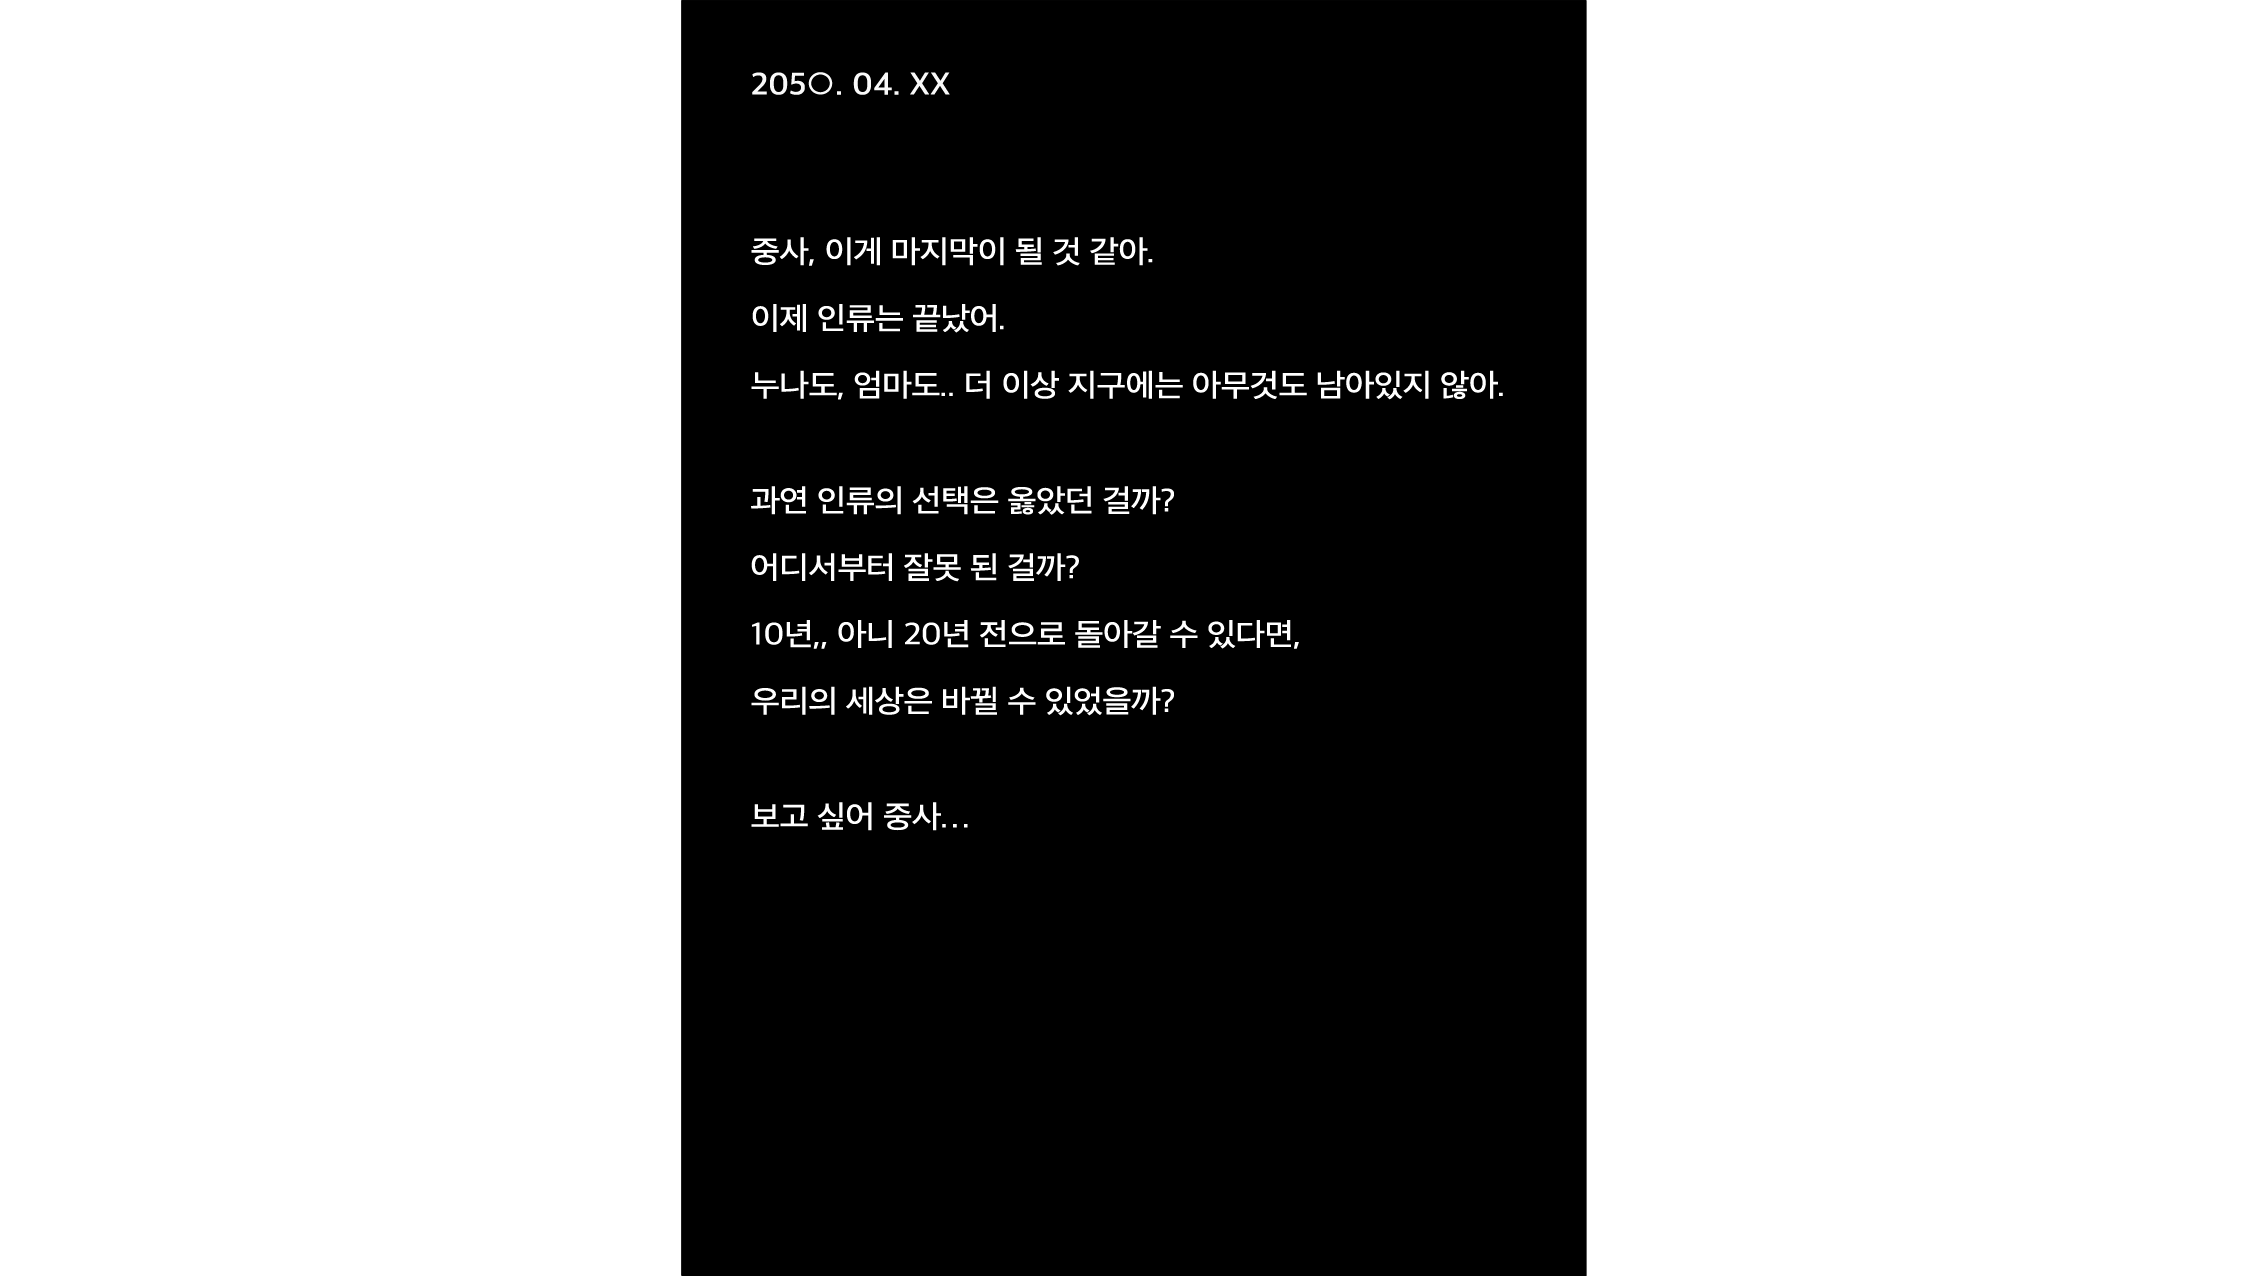 205○. 04. XX
중사, 이게 마지막이 될 것 같아.
이제 인류는 끝났어.
누나도, 엄마도.. 더 이상 지구에는 아무것도 남아있지 않아.
과연 인류의 선택은 옳았던 걸까?
어디서부터 잘못 된 걸까?
10년,, 아니 20년 전으로 돌아갈 수 있다면,
우리의 세상은 바뀔 수 있었을까?
보고 싶어 중사...